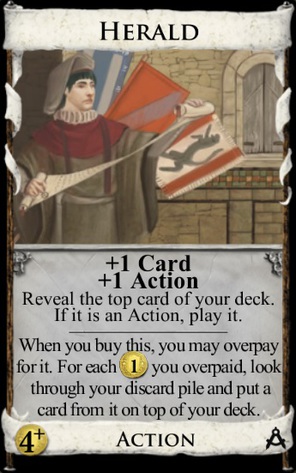 HERALD
+1 Card
+1 Action
Reveal the top card of your deck.
If it is an Action, play it.
When you buy this, you may overpay
for it. For each 1 you overpaid, look
through your discard pile and put a
card from it on top of your deck.
4+ ACTION